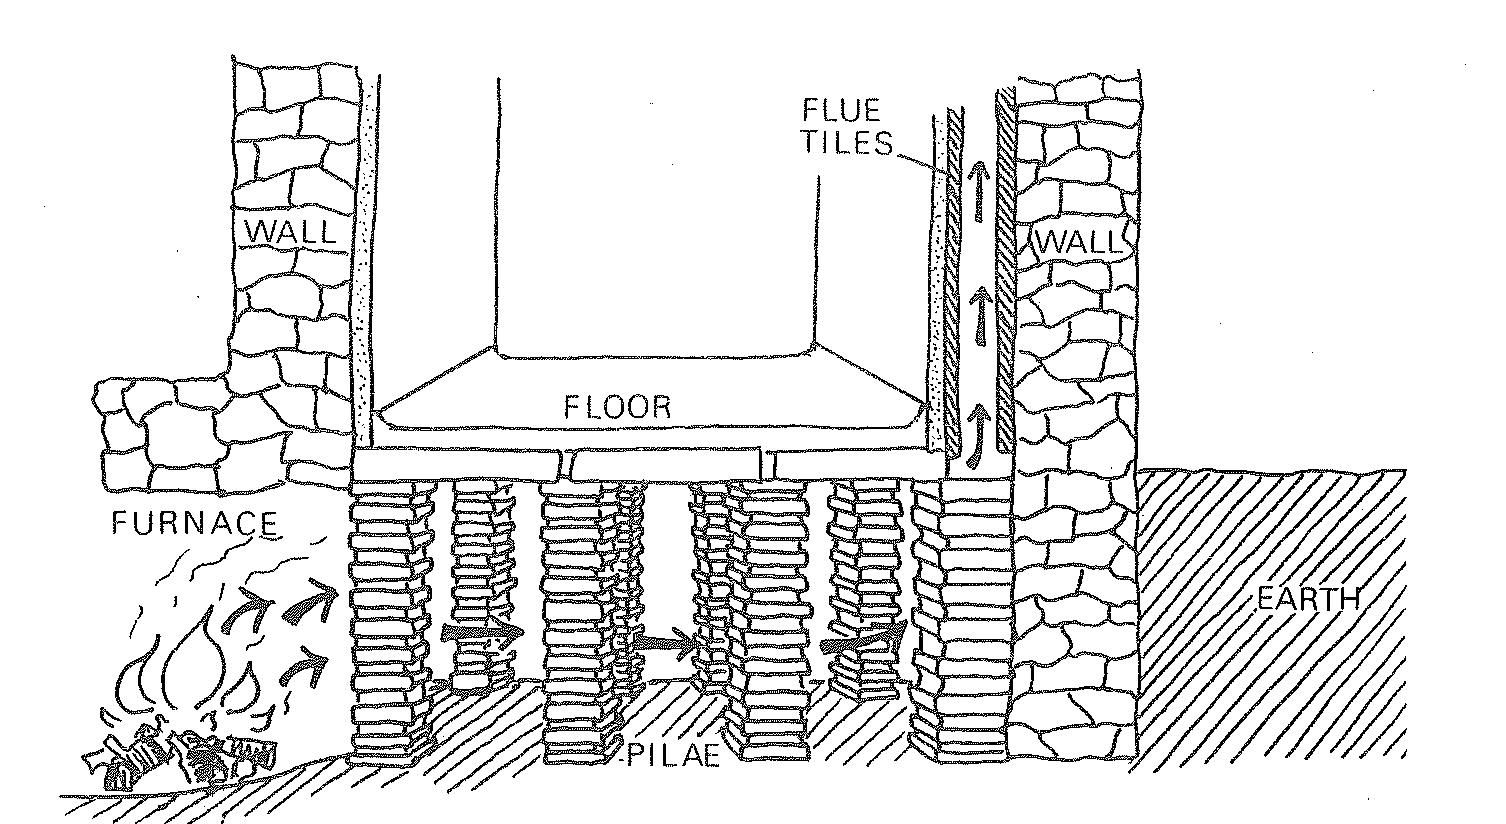 FLUE
TILES
WALL
WALL
FLOOR
FURNACE
EARTH
PILAE